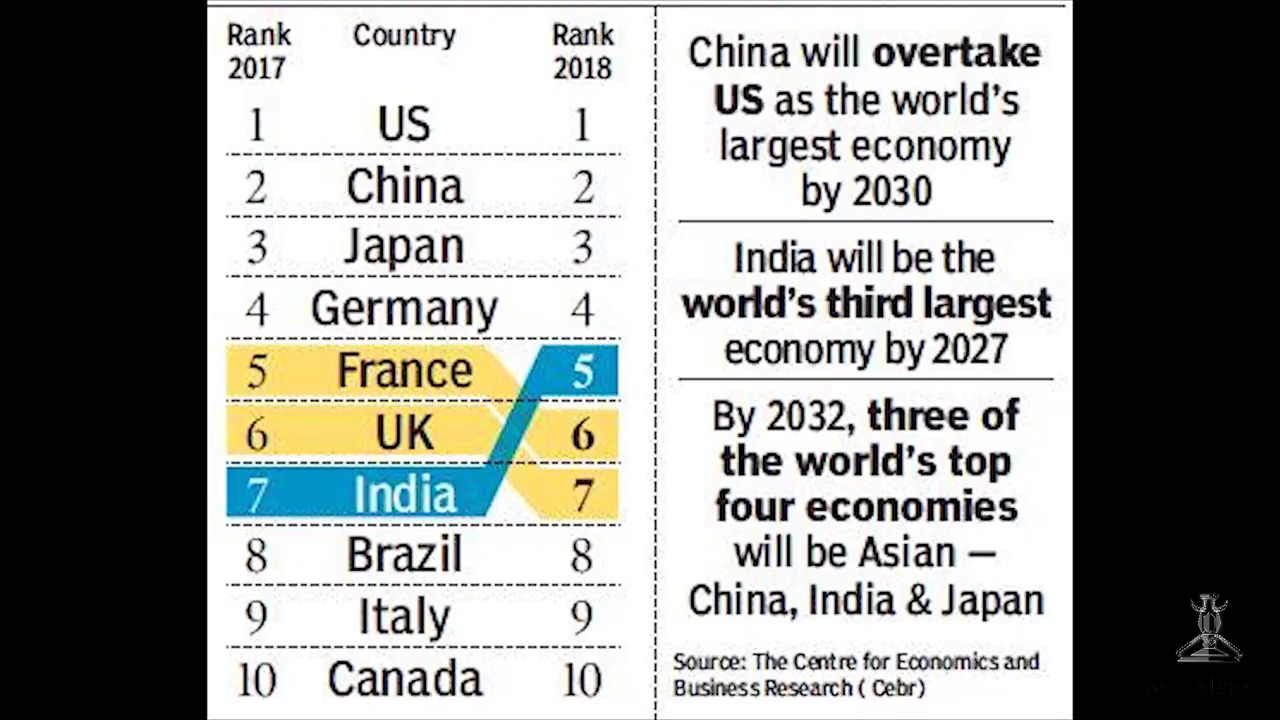 Rank 2017 Country Rank 2018
1 US 1
2 China 2
3 Japan 3
4 Germany 4
5 France 5
6 UK 6
7 India 7
8 Brazil 8
9 Italy 9
10 Canada 10
China will overtake
US as the world's
largest economy
by 2030
India will be the
world's third largest
economy by 2027
By 2032, three of
the world's top
four economies
will be Asian –
China, India & Japan
Source: The Centre for Economics and
Business Research ( Cebr)